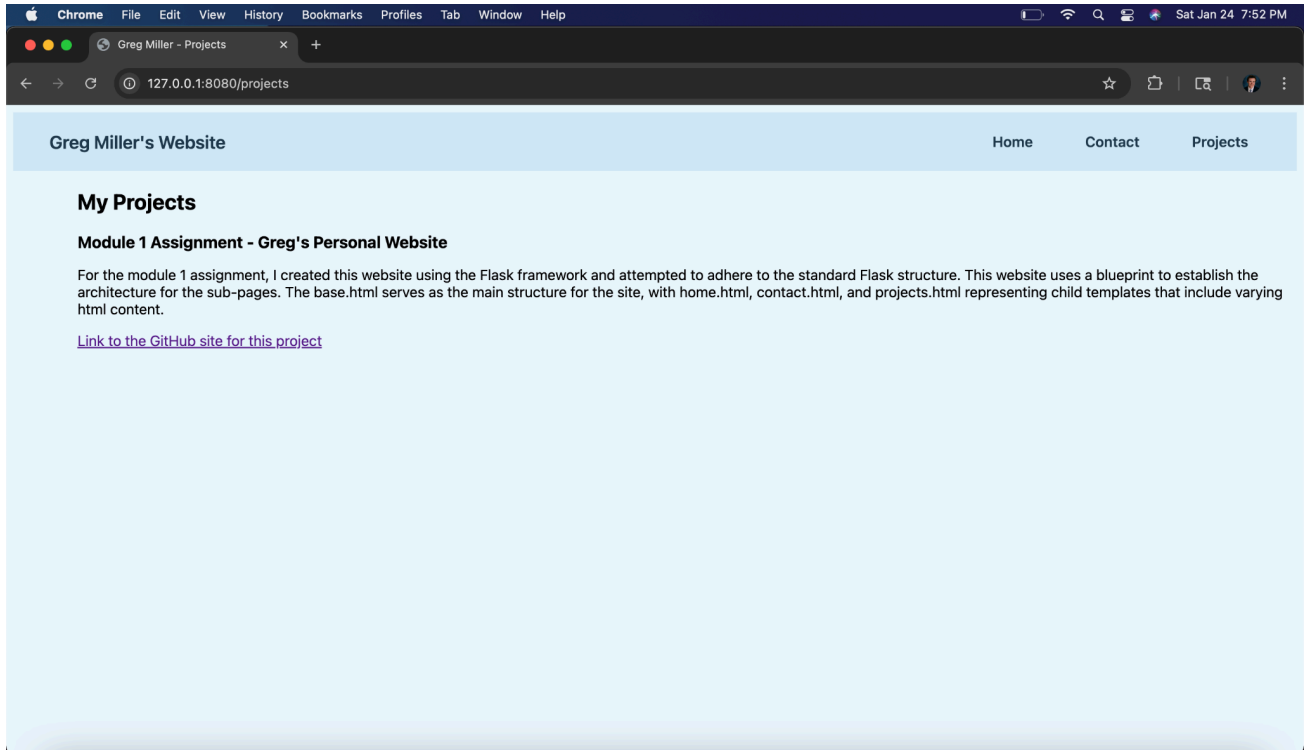 Chrome File Edit View History Bookmarks Profiles Tab Window Help Sat Jan 24 7:52 PM
Greg Miller - Projects
127.0.0.1:8080/projects
Greg Miller's Website Home Contact Projects
My Projects
Module 1 Assignment - Greg's Personal Website
For the module 1 assignment, I created this website using the Flask framework and attempted to adhere to the standard Flask structure. This website uses a blueprint to establish the
architecture for the sub-pages. The base.html serves as the main structure for the site, with home.html, contact.html, and projects.html representing child templates that include varying
html content.
Link to the GitHub site for this project